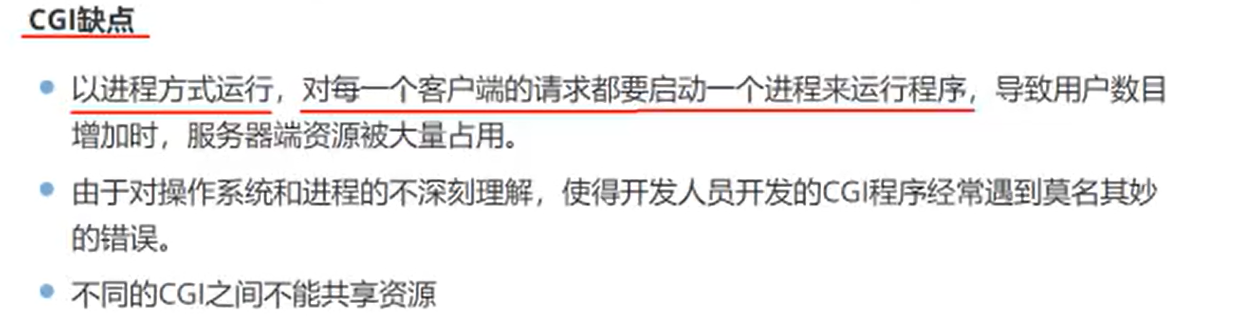 CGI缺点
以进程方式运行，对每一个客户端的请求都要启动一个进程来运行程序，导致用户数目
增加时，服务器端资源被大量占用。
由于对操作系统和进程的不深刻理解，使得开发人员开发的CGI程序经常遇到莫名其妙
的错误。
不同的CGI之间不能共享资源